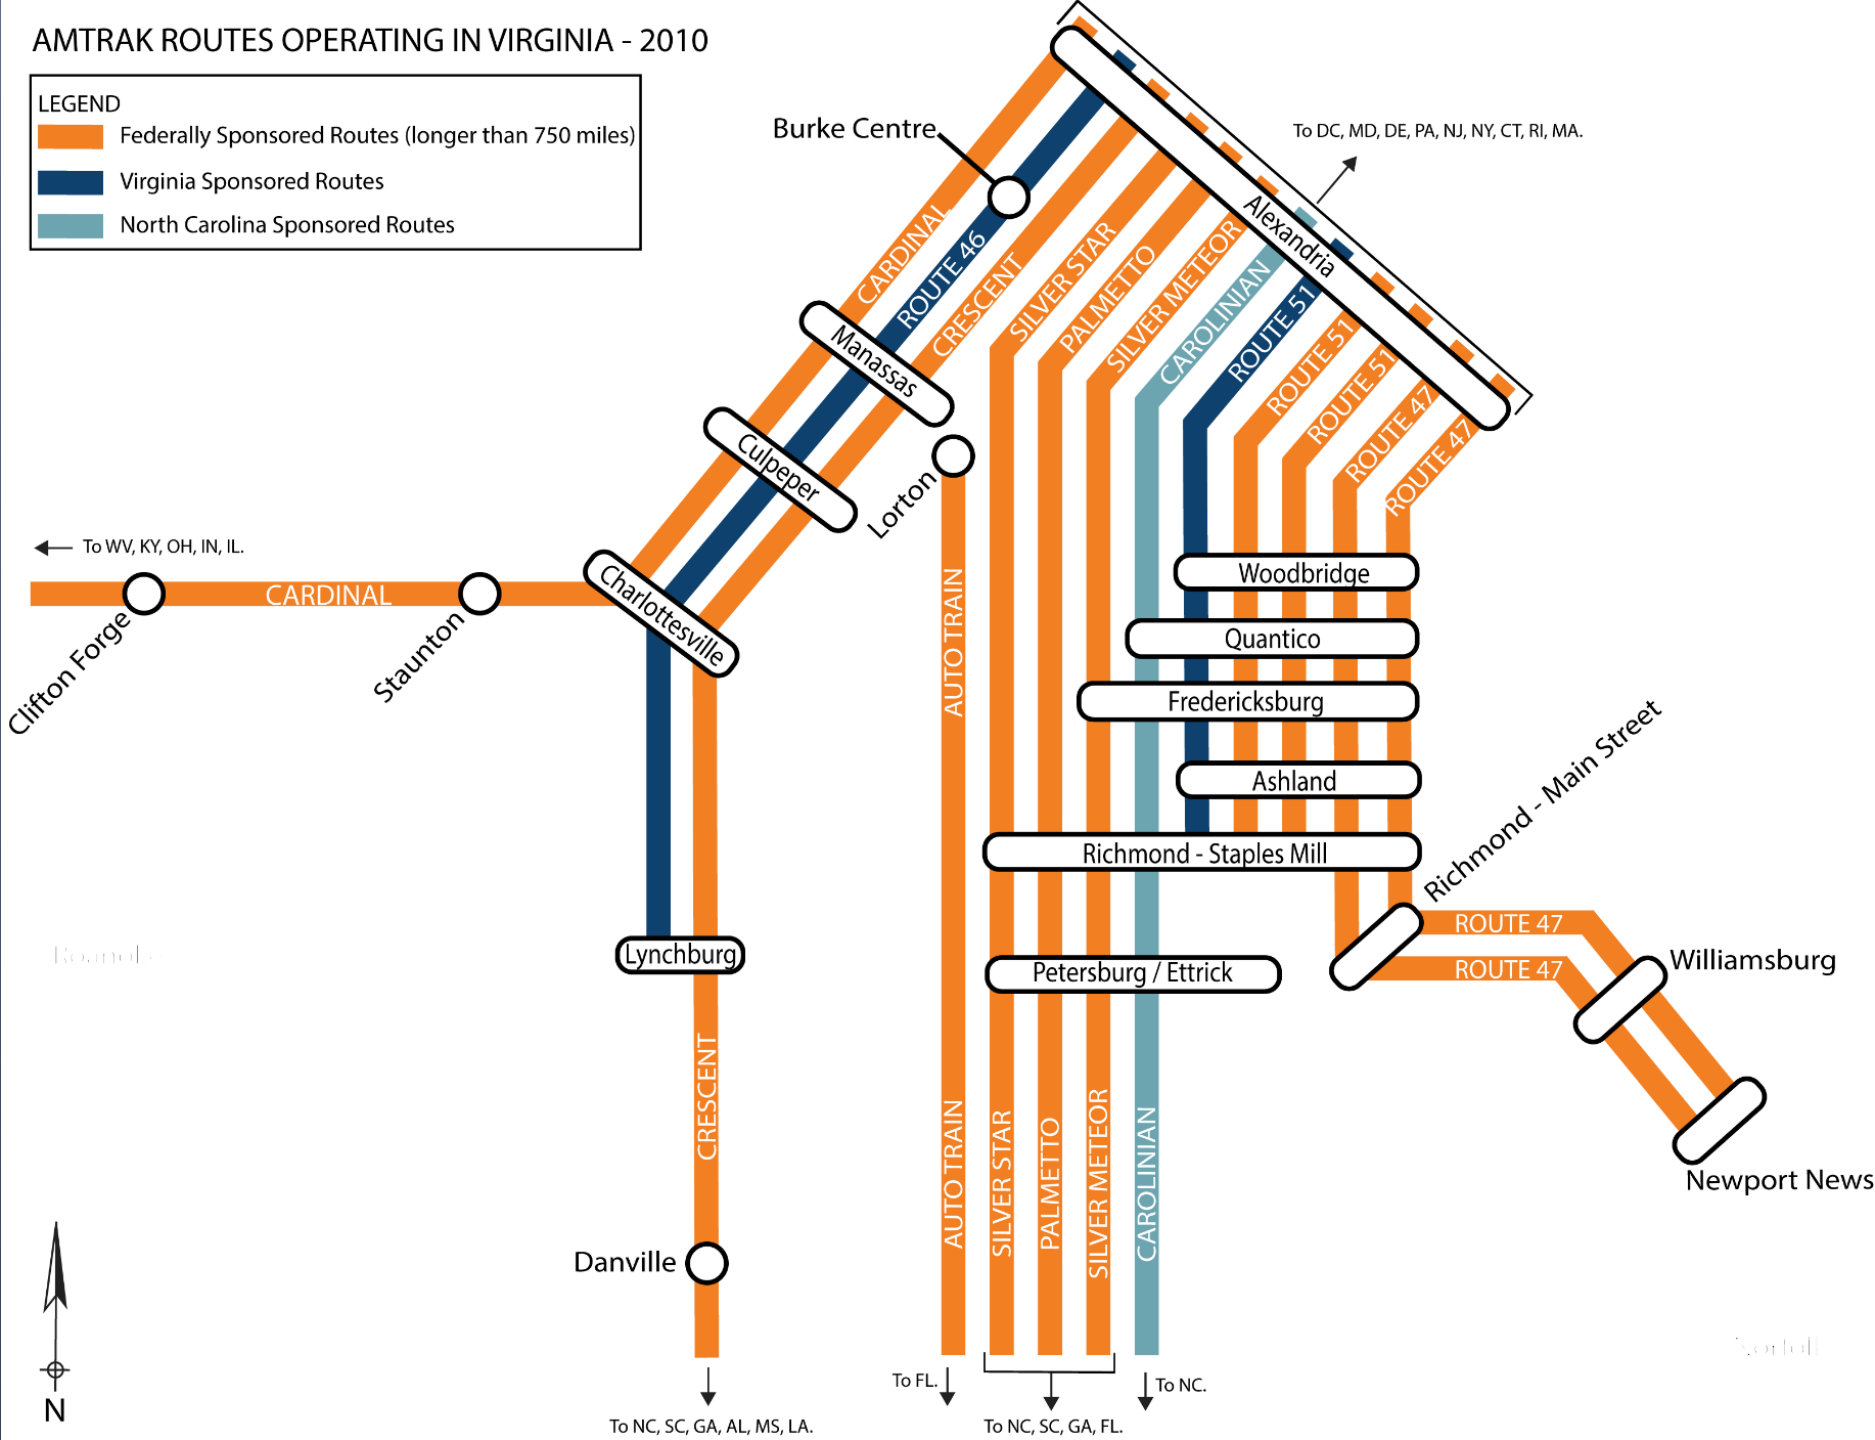 AMTRAK ROUTES OPERATING IN VIRGINIA - 2010
LEGEND
Federally Sponsored Routes (longer than 750 miles)
Virginia Sponsored Routes
North Carolina Sponsored Routes
Burke Centre
To DC, MD, DE, PA, NJ, NY, CT, RI, MA.
Alexandria
CARDINAL
ROUTE 46
CRESCENT
SILVER STAR
PALMETTO
SILVER METEOR
CAROLINIAN
ROUTE 51
ROUTE 51
ROUTE 51
ROUTE 47
ROUTE 47
Manassas
Culpeper
Lorton
To WV, KY, OH, IN, IL.
CARDINAL
Clifton Forge
Staunton
Charlottesville
AUTO TRAIN
Woodbridge
Quantico
Fredericksburg
Ashland
Richmond - Staples Mill
Richmond - Main Street
ROUTE 47
ROUTE 47
Williamsburg
Newport News
Lynchburg
Petersburg / Ettrick
CRESCENT
AUTO TRAIN
SILVER STAR
PALMETTO
SILVER METEOR
CAROLINIAN
Danville
N
To NC, SC, GA, AL, MS, LA.
To FL.
To NC, SC, GA, FL.
To NC.